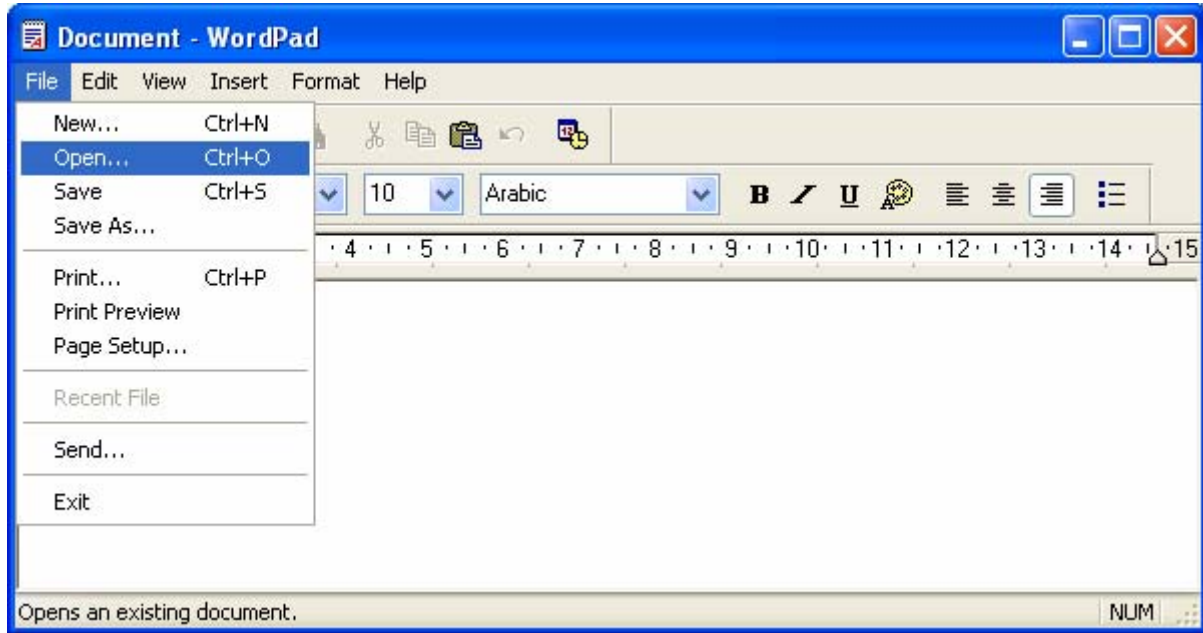 Document - WordPad
File Edit View Insert Format Help
New... Ctrl+N
Open... Ctrl+O
Save Ctrl+S
Save As...
Print... Ctrl+P
Print Preview
Page Setup...
Recent File
Send...
Exit
12
10 Arabic B U A
4 5 6 7 8 9 10 11 12 13 14 15
Opens an existing document. NUM